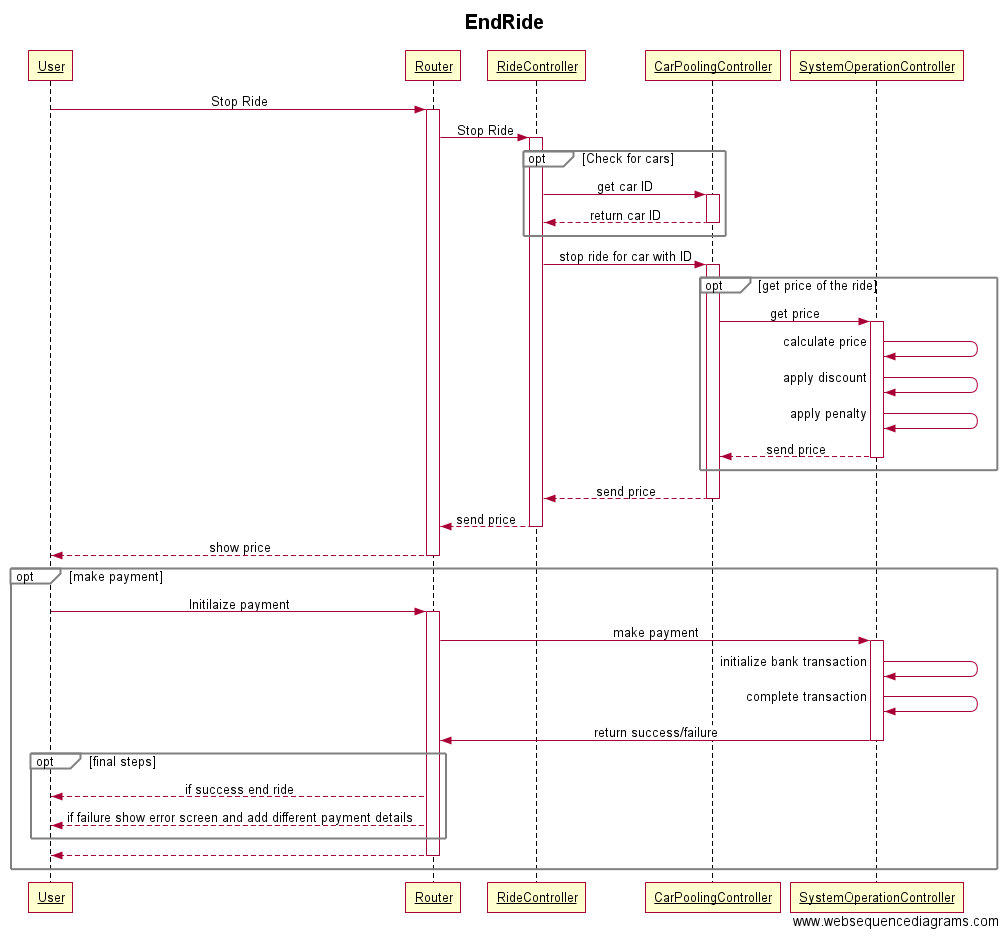 EndRide
User
Router
RideController
CarPoolingController
SystemOperationController
Stop Ride
Stop Ride
opt
[Check for cars]
get car ID
return car ID
stop ride for car with ID
opt
[get price of the ride]
get price
calculate price
apply discount
apply penalty
send price
send price
send price
show price
opt
[make payment]
Initilaize payment
make payment
initialize bank transaction
complete transaction
return success/failure
opt
[final steps]
if success end ride
if failure show error screen and add different payment details
User
Router
RideController
CarPoolingController
SystemOperationController
www.websequencediagrams.com